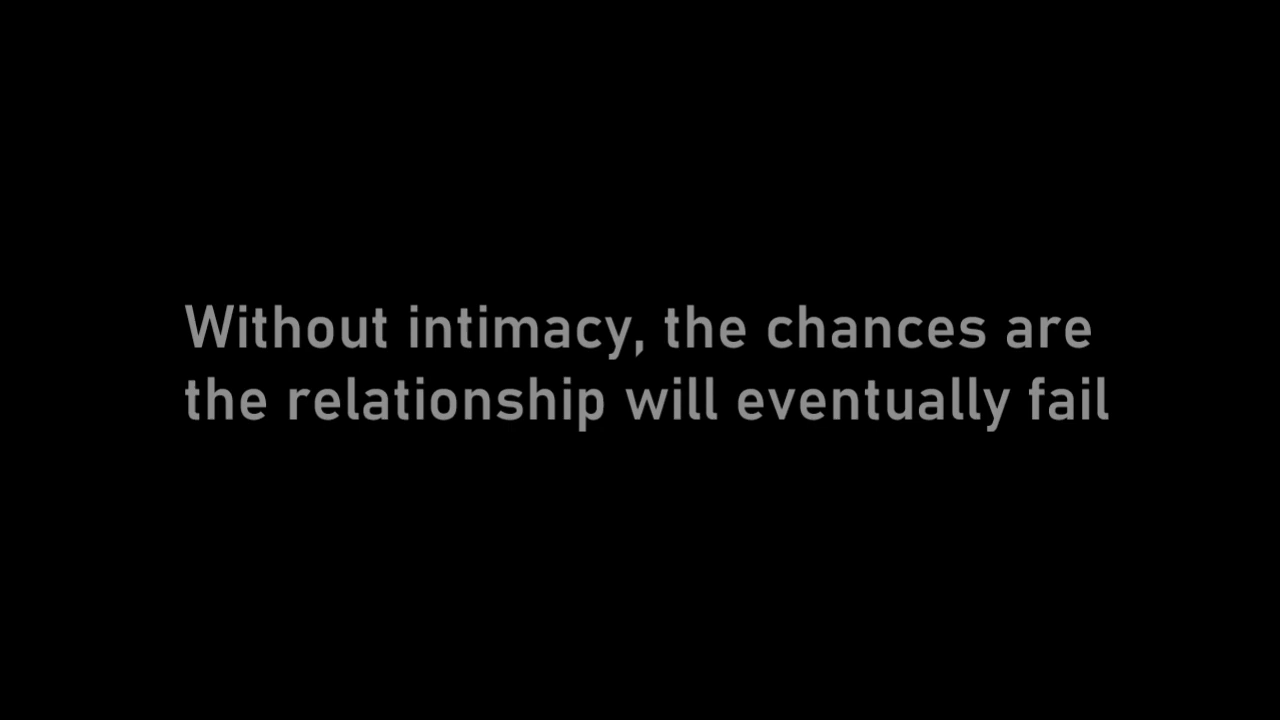 Without intimacy, the chances are
the relationship will eventually fail